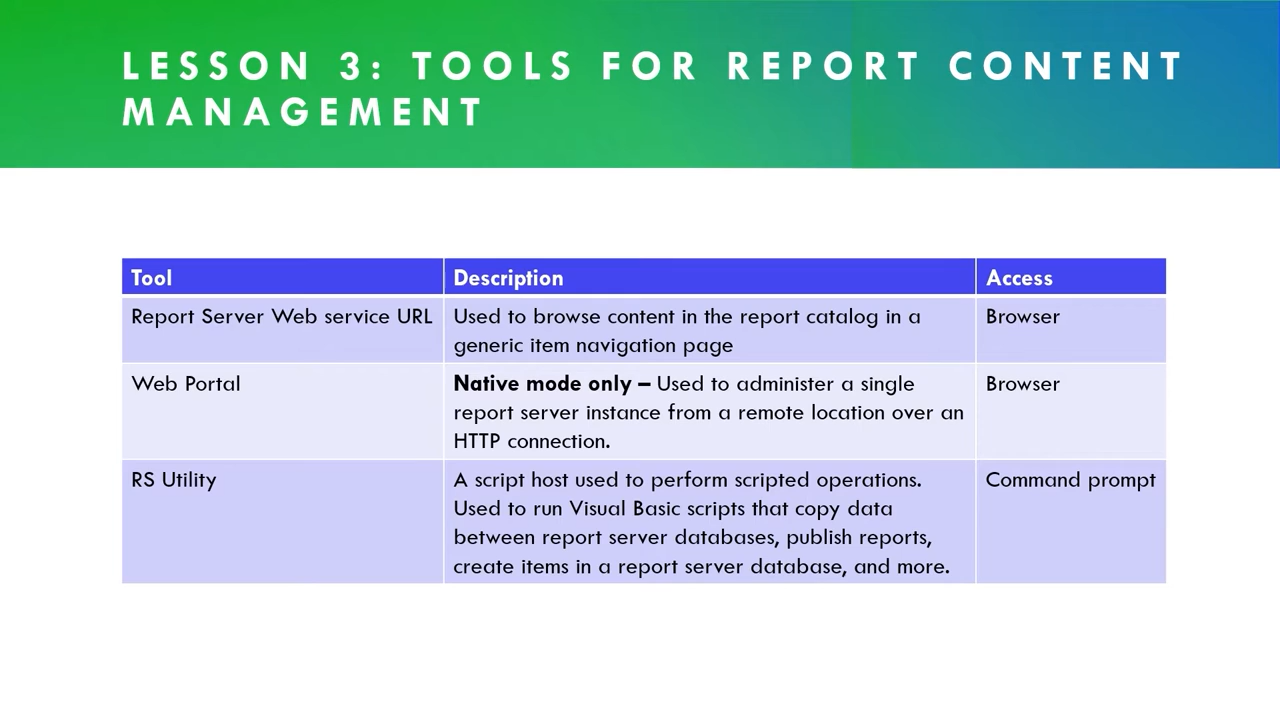 LESSON 3: TOOLS FOR REPORT CONTENT
MANAGEMENT
Tool Description Access
Report Server Web service URL Used to browse content in the report catalog in a Browser
generic item navigation page
Web Portal Native mode only – Used to administer a single Browser
report server instance from a remote location over an
HTTP connection.
RS Utility A script host used to perform scripted operations. Command prompt
Used to run Visual Basic scripts that copy data
between report server databases, publish reports,
create items in a report server database, and more.